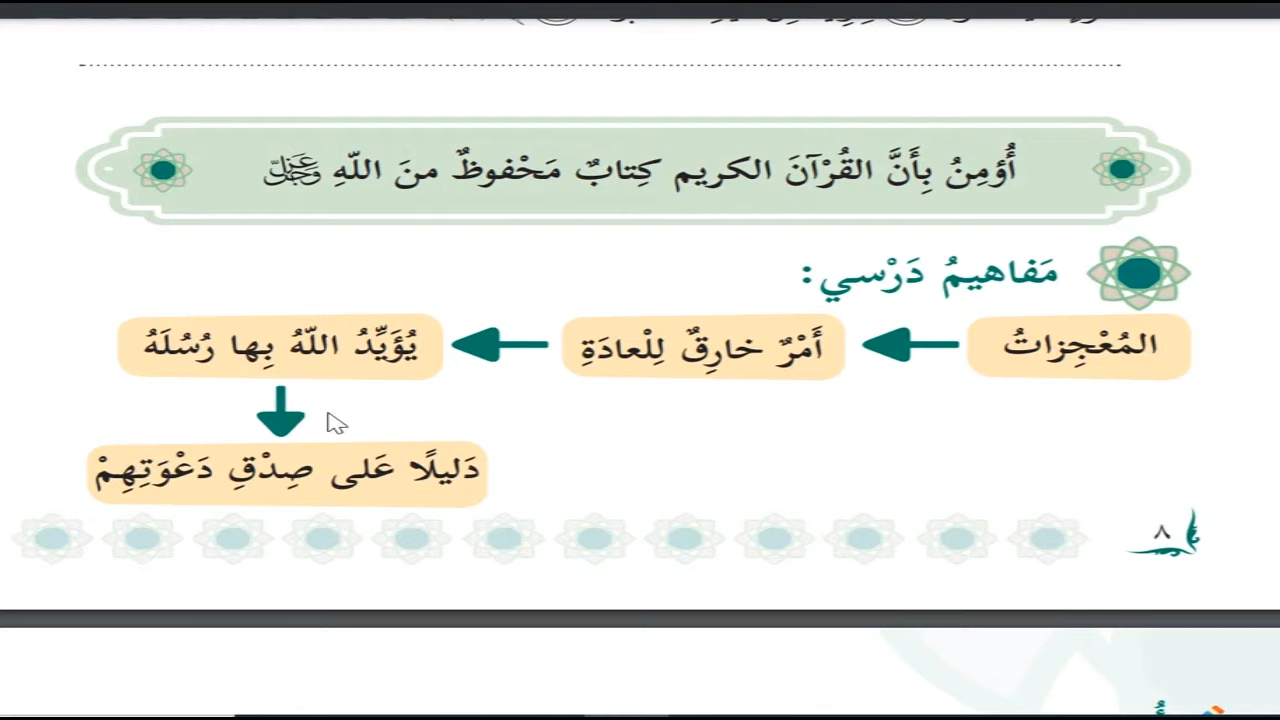 أُؤمِنُ بِأَنَّ القُرْآنَ الكريم كِتابٌ مَحْفوظٌ منَ اللّهِ عَزَّ وَجَلَّ
مَفاهيمُ دَرْسي:
المُعْجِزاتُ
أَمْرٌ خارِقٌ لِلْعادَةِ
يُؤَيِّدُ اللّهُ بِها رُسُلَهُ
دَليلًا عَلى صِدْقِ دَعْوَتِهِمْ
٨